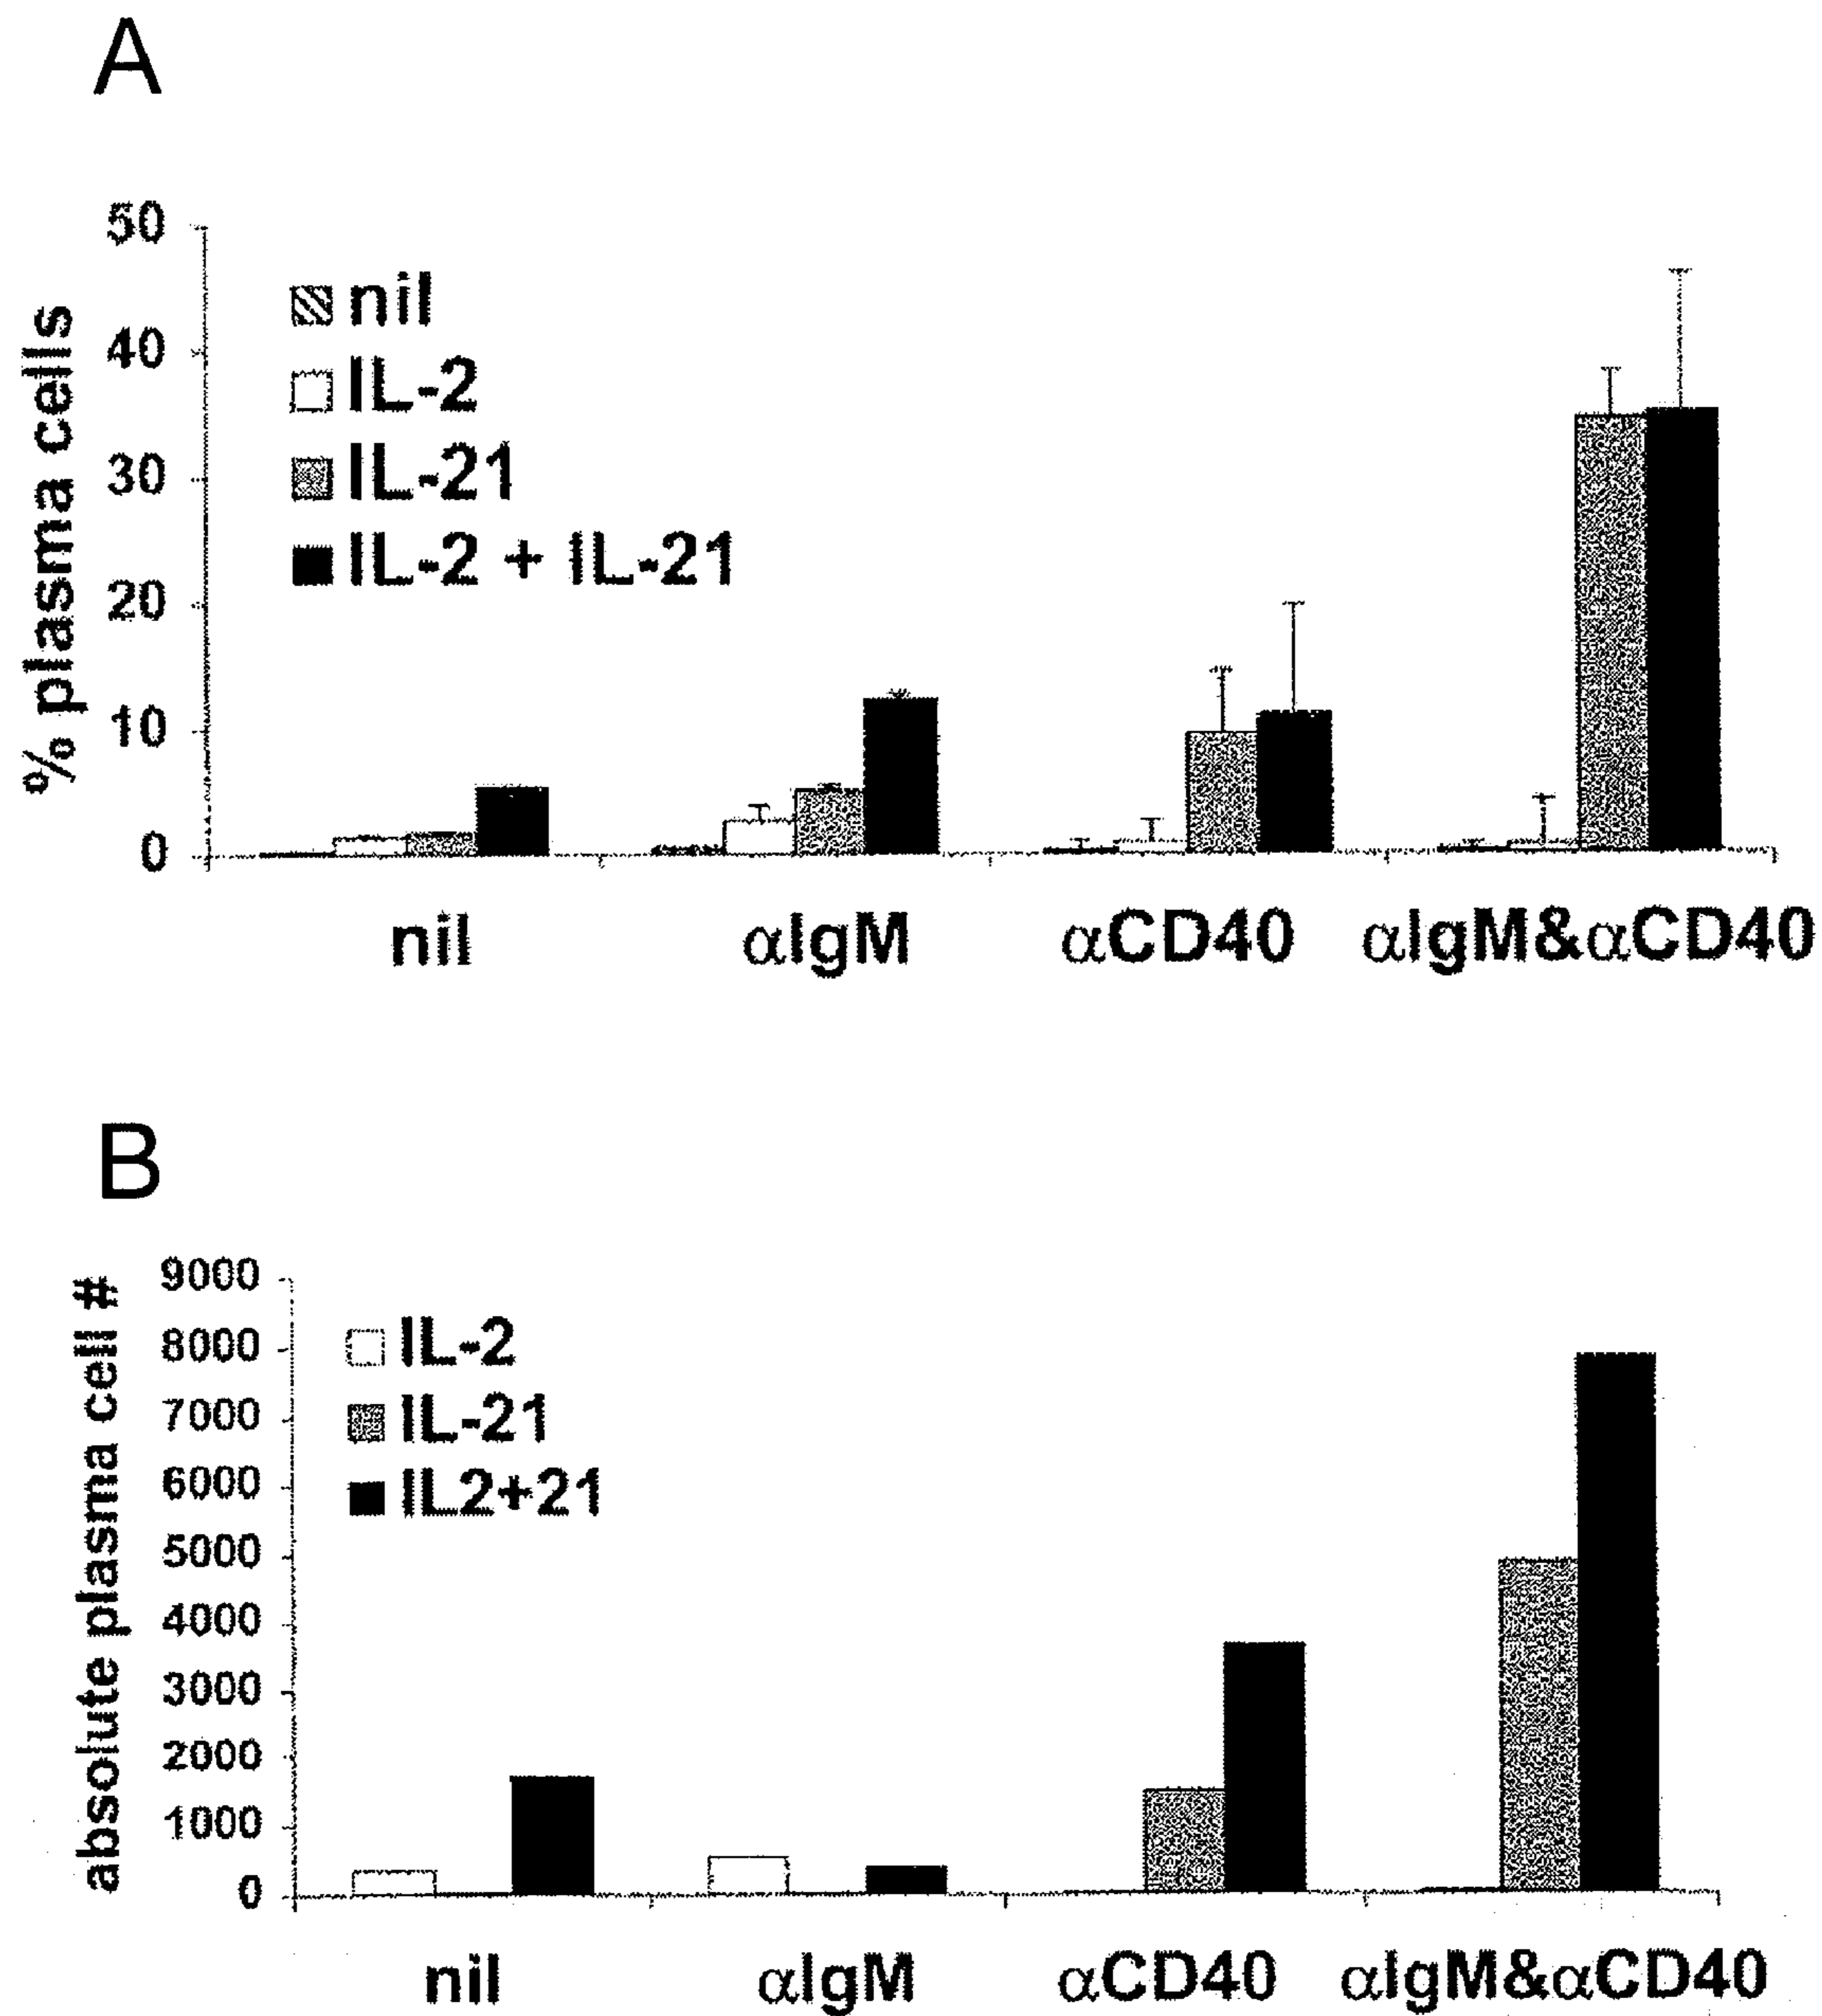 A
50
40
30
20
10
0
% plasma cells
nil
IL-2
IL-21
IL-2 + IL-21
nil
αIgM
αCD40
αIgM&αCD40
B
9000
8000
7000
6000
5000
4000
3000
2000
1000
0
absolute plasma cell #
IL-2
IL-21
IL2+21
nil
αIgM
αCD40
αIgM&αCD40